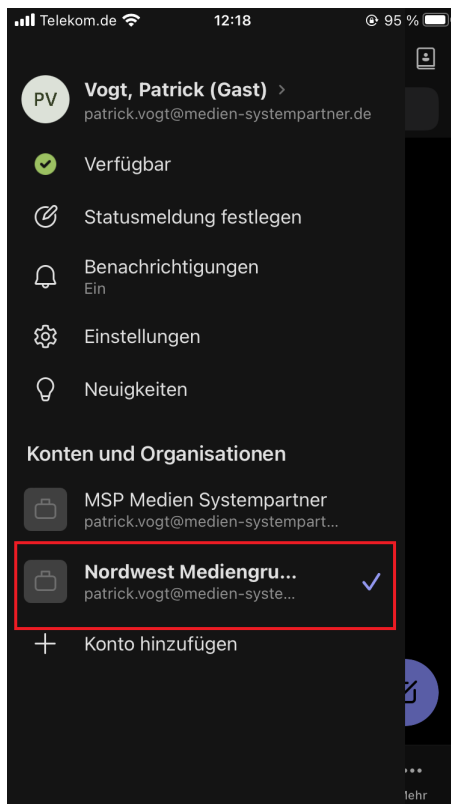 Telekom.de 12:18 95 %
PV
Vogt, Patrick (Gast)
patrick.vogt@medien-systempartner.de
Verfügbar
Statusmeldung festlegen
Benachrichtigungen
Ein
Einstellungen
Neuigkeiten
Konten und Organisationen
MSP Medien Systempartner
patrick.vogt@medien-systempart...
Nordwest Mediengru...
patrick.vogt@medien-syste...
Konto hinzufügen